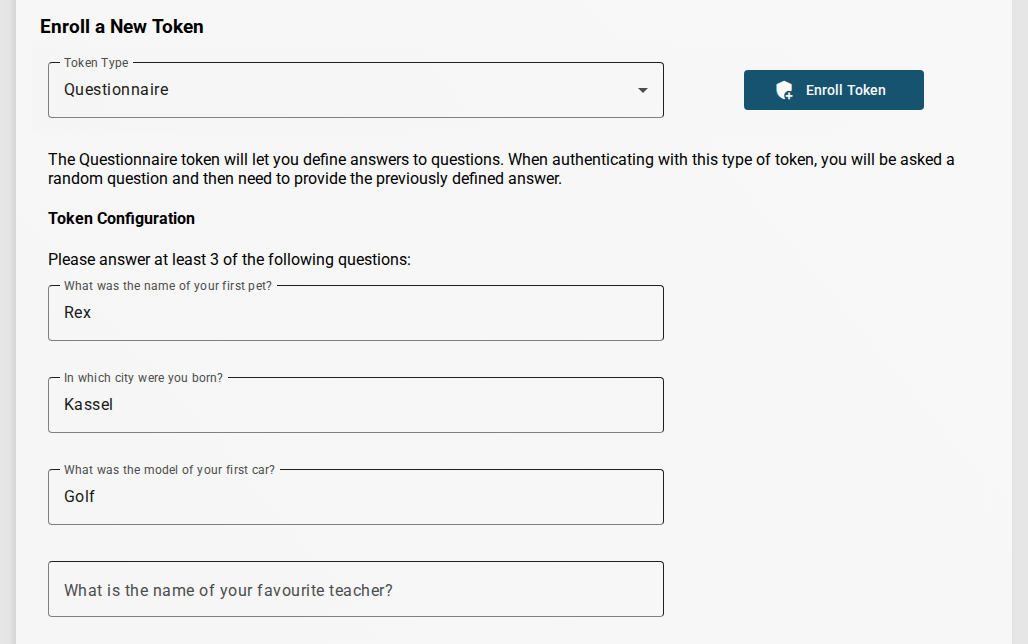 Enroll a New Token
Token Type
Questionnaire
Enroll Token
The Questionnaire token will let you define answers to questions. When authenticating with this type of token, you will be asked a
random question and then need to provide the previously defined answer.
Token Configuration
Please answer at least 3 of the following questions:
What was the name of your first pet?
Rex
In which city were you born?
Kassel
What was the model of your first car?
Golf
What is the name of your favourite teacher?